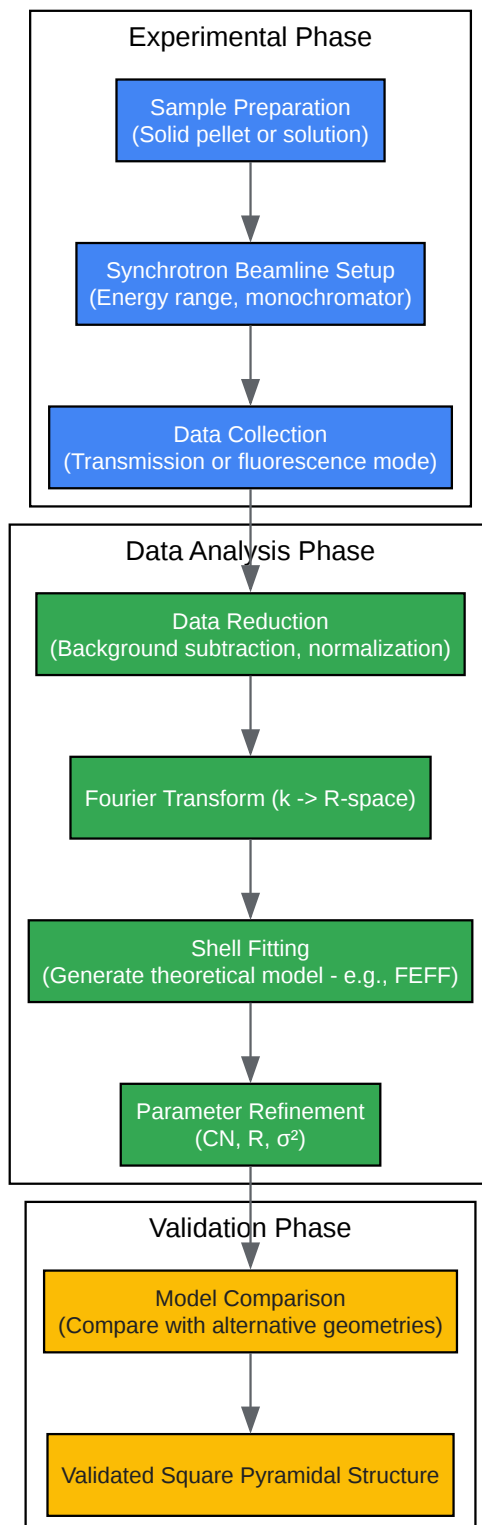 Experimental Phase
Sample Preparation
(Solid pellet or solution)
Synchrotron Beamline Setup
(Energy range, monochromator)
Data Collection
(Transmission or fluorescence mode)
Data Analysis Phase
Data Reduction
(Background subtraction, normalization)
Fourier Transform (k -> R-space)
Shell Fitting
(Generate theoretical model - e.g., FEFF)
Parameter Refinement
(CN, R, σ²)
Validation Phase
Model Comparison
(Compare with alternative geometries)
Validated Square Pyramidal Structure